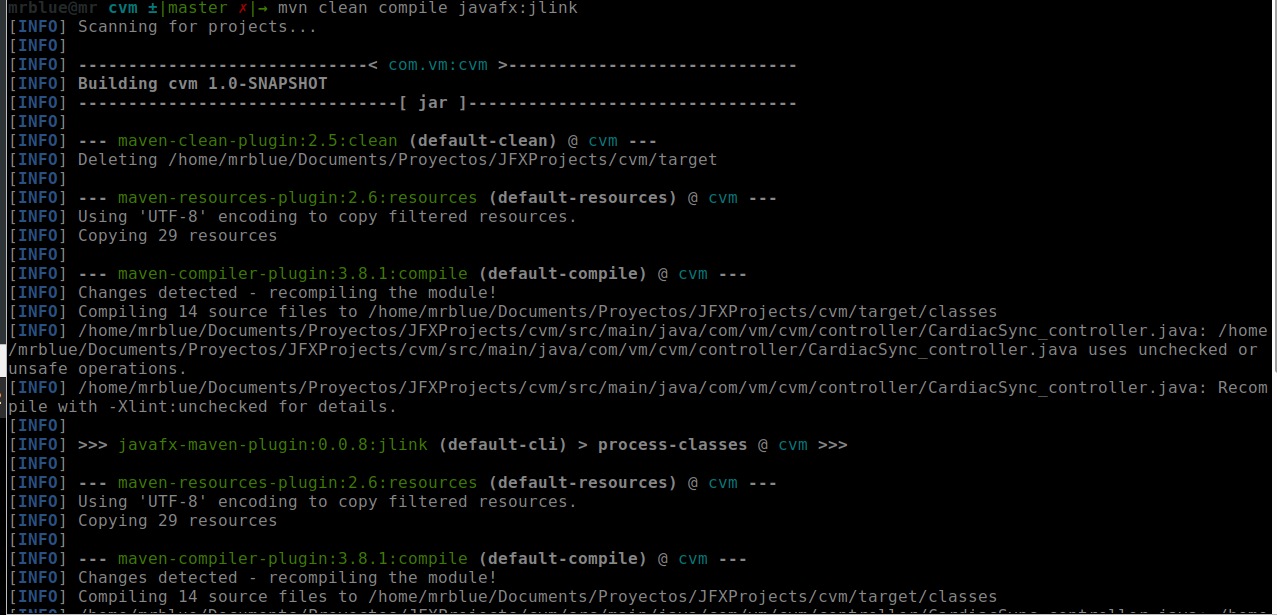 mrblue@mr cvm ±|master ✗|→ mvn clean compile javafx:jlink
[INFO] Scanning for projects...
[INFO]
[INFO] -----------------------------< com.vm:cvm >-----------------------------
[INFO] Building cvm 1.0-SNAPSHOT
[INFO] --------------------------------[ jar ]---------------------------------
[INFO]
[INFO] --- maven-clean-plugin:2.5:clean (default-clean) @ cvm ---
[INFO] Deleting /home/mrblue/Documents/Proyectos/JFXProjects/cvm/target
[INFO]
[INFO] --- maven-resources-plugin:2.6:resources (default-resources) @ cvm ---
[INFO] Using 'UTF-8' encoding to copy filtered resources.
[INFO] Copying 29 resources
[INFO]
[INFO] --- maven-compiler-plugin:3.8.1:compile (default-compile) @ cvm ---
[INFO] Changes detected - recompiling the module!
[INFO] Compiling 14 source files to /home/mrblue/Documents/Proyectos/JFXProjects/cvm/target/classes
[INFO] /home/mrblue/Documents/Proyectos/JFXProjects/cvm/src/main/java/com/vm/cvm/controller/CardiacSync_controller.java: /home
/mrblue/Documents/Proyectos/JFXProjects/cvm/src/main/java/com/vm/cvm/controller/CardiacSync_controller.java uses unchecked or
unsafe operations.
[INFO] /home/mrblue/Documents/Proyectos/JFXProjects/cvm/src/main/java/com/vm/cvm/controller/CardiacSync_controller.java: Recom
pile with -Xlint:unchecked for details.
[INFO]
[INFO] >>> javafx-maven-plugin:0.0.8:jlink (default-cli) > process-classes @ cvm >>>
[INFO]
[INFO] --- maven-resources-plugin:2.6:resources (default-resources) @ cvm ---
[INFO] Using 'UTF-8' encoding to copy filtered resources.
[INFO] Copying 29 resources
[INFO]
[INFO] --- maven-compiler-plugin:3.8.1:compile (default-compile) @ cvm ---
[INFO] Changes detected - recompiling the module!
[INFO] Compiling 14 source files to /home/mrblue/Documents/Proyectos/JFXProjects/cvm/target/classes